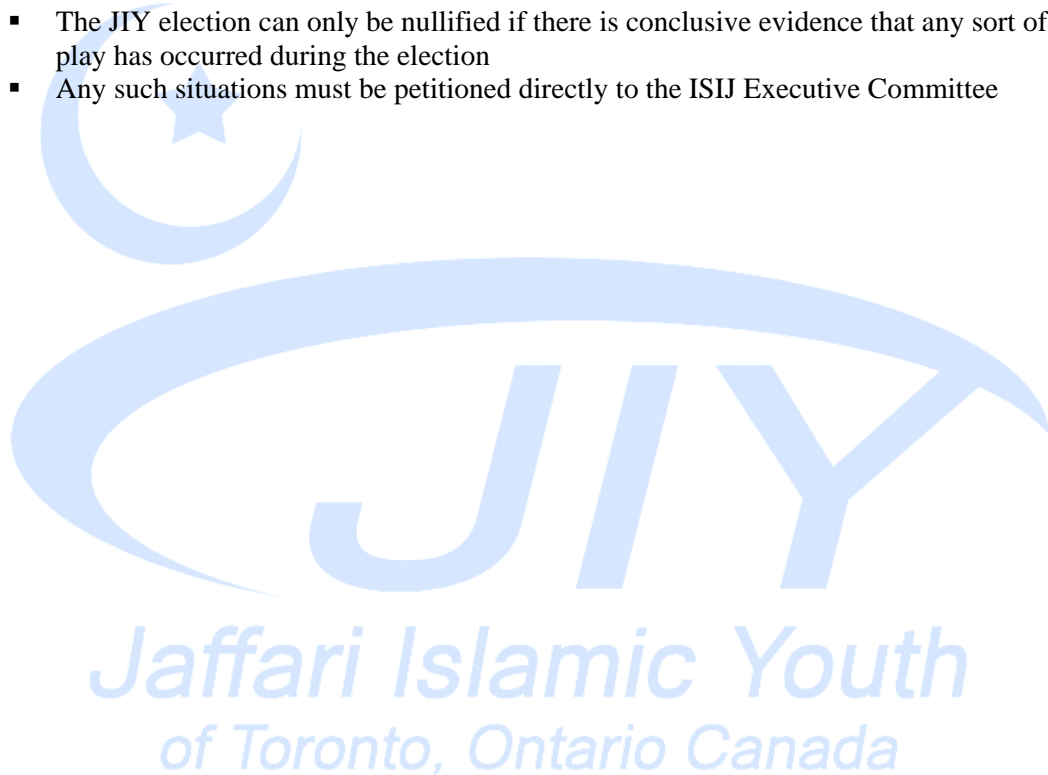 ▪ The JIY election can only be nullified if there is conclusive evidence that any sort of
play has occurred during the election
▪ Any such situations must be petitioned directly to the ISIJ Executive Committee
JIY
Jaffari Islamic Youth
of Toronto, Ontario Canada